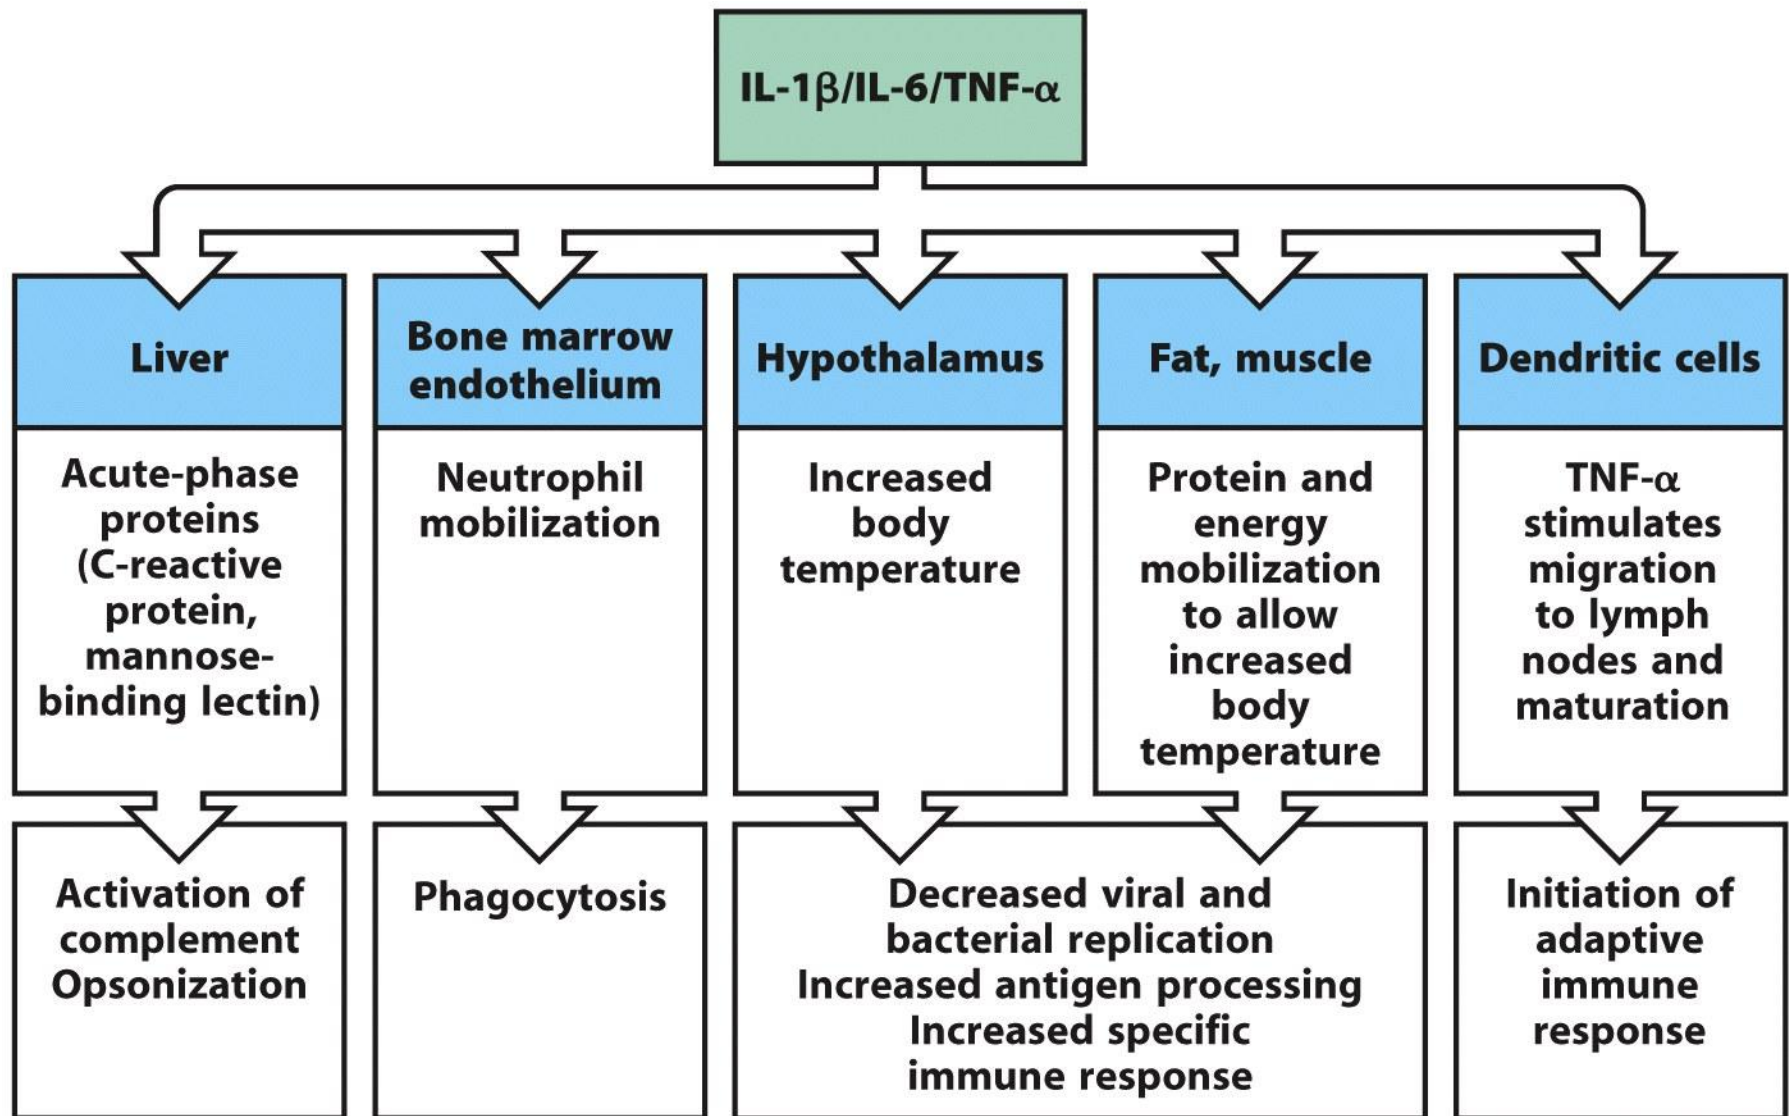 IL-1β/IL-6/TNF-α
Liver
Bone marrow
endothelium
Hypothalamus
Fat, muscle
Dendritic cells
Acute-phase
proteins
(C-reactive
protein,
mannose-
binding lectin)
Neutrophil
mobilization
Increased
body
temperature
Protein and
energy
mobilization
to allow
increased
body
temperature
TNF-α
stimulates
migration
to lymph
nodes and
maturation
Activation of
complement
Opsonization
Phagocytosis
Decreased viral and
bacterial replication
Increased antigen processing
Increased specific
immune response
Initiation of
adaptive
immune
response